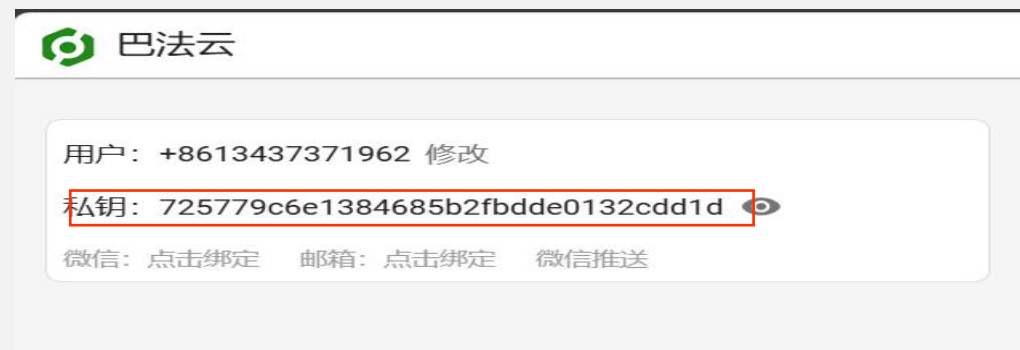 巴法云
用户：+8613437371962 修改
私钥：725779c6e1384685b2fbdde0132cdd1d
微信：点击绑定 邮箱：点击绑定 微信推送